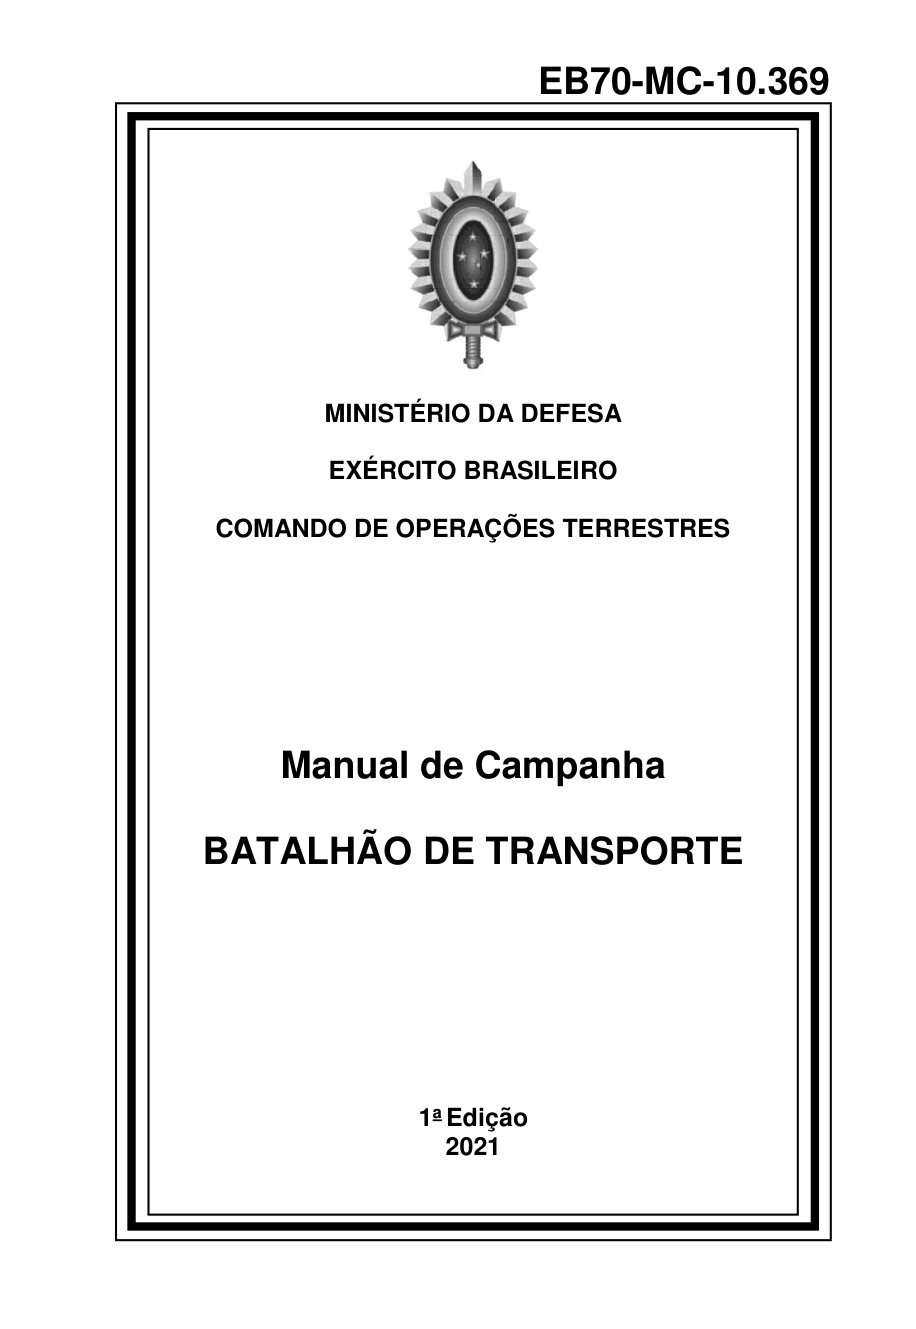 EB70-MC-10.369
MINISTÉRIO DA DEFESA
EXÉRCITO BRASILEIRO
COMANDO DE OPERAÇÕES TERRESTRES
Manual de Campanha
BATALHÃO DE TRANSPORTE
1ª Edição
2021